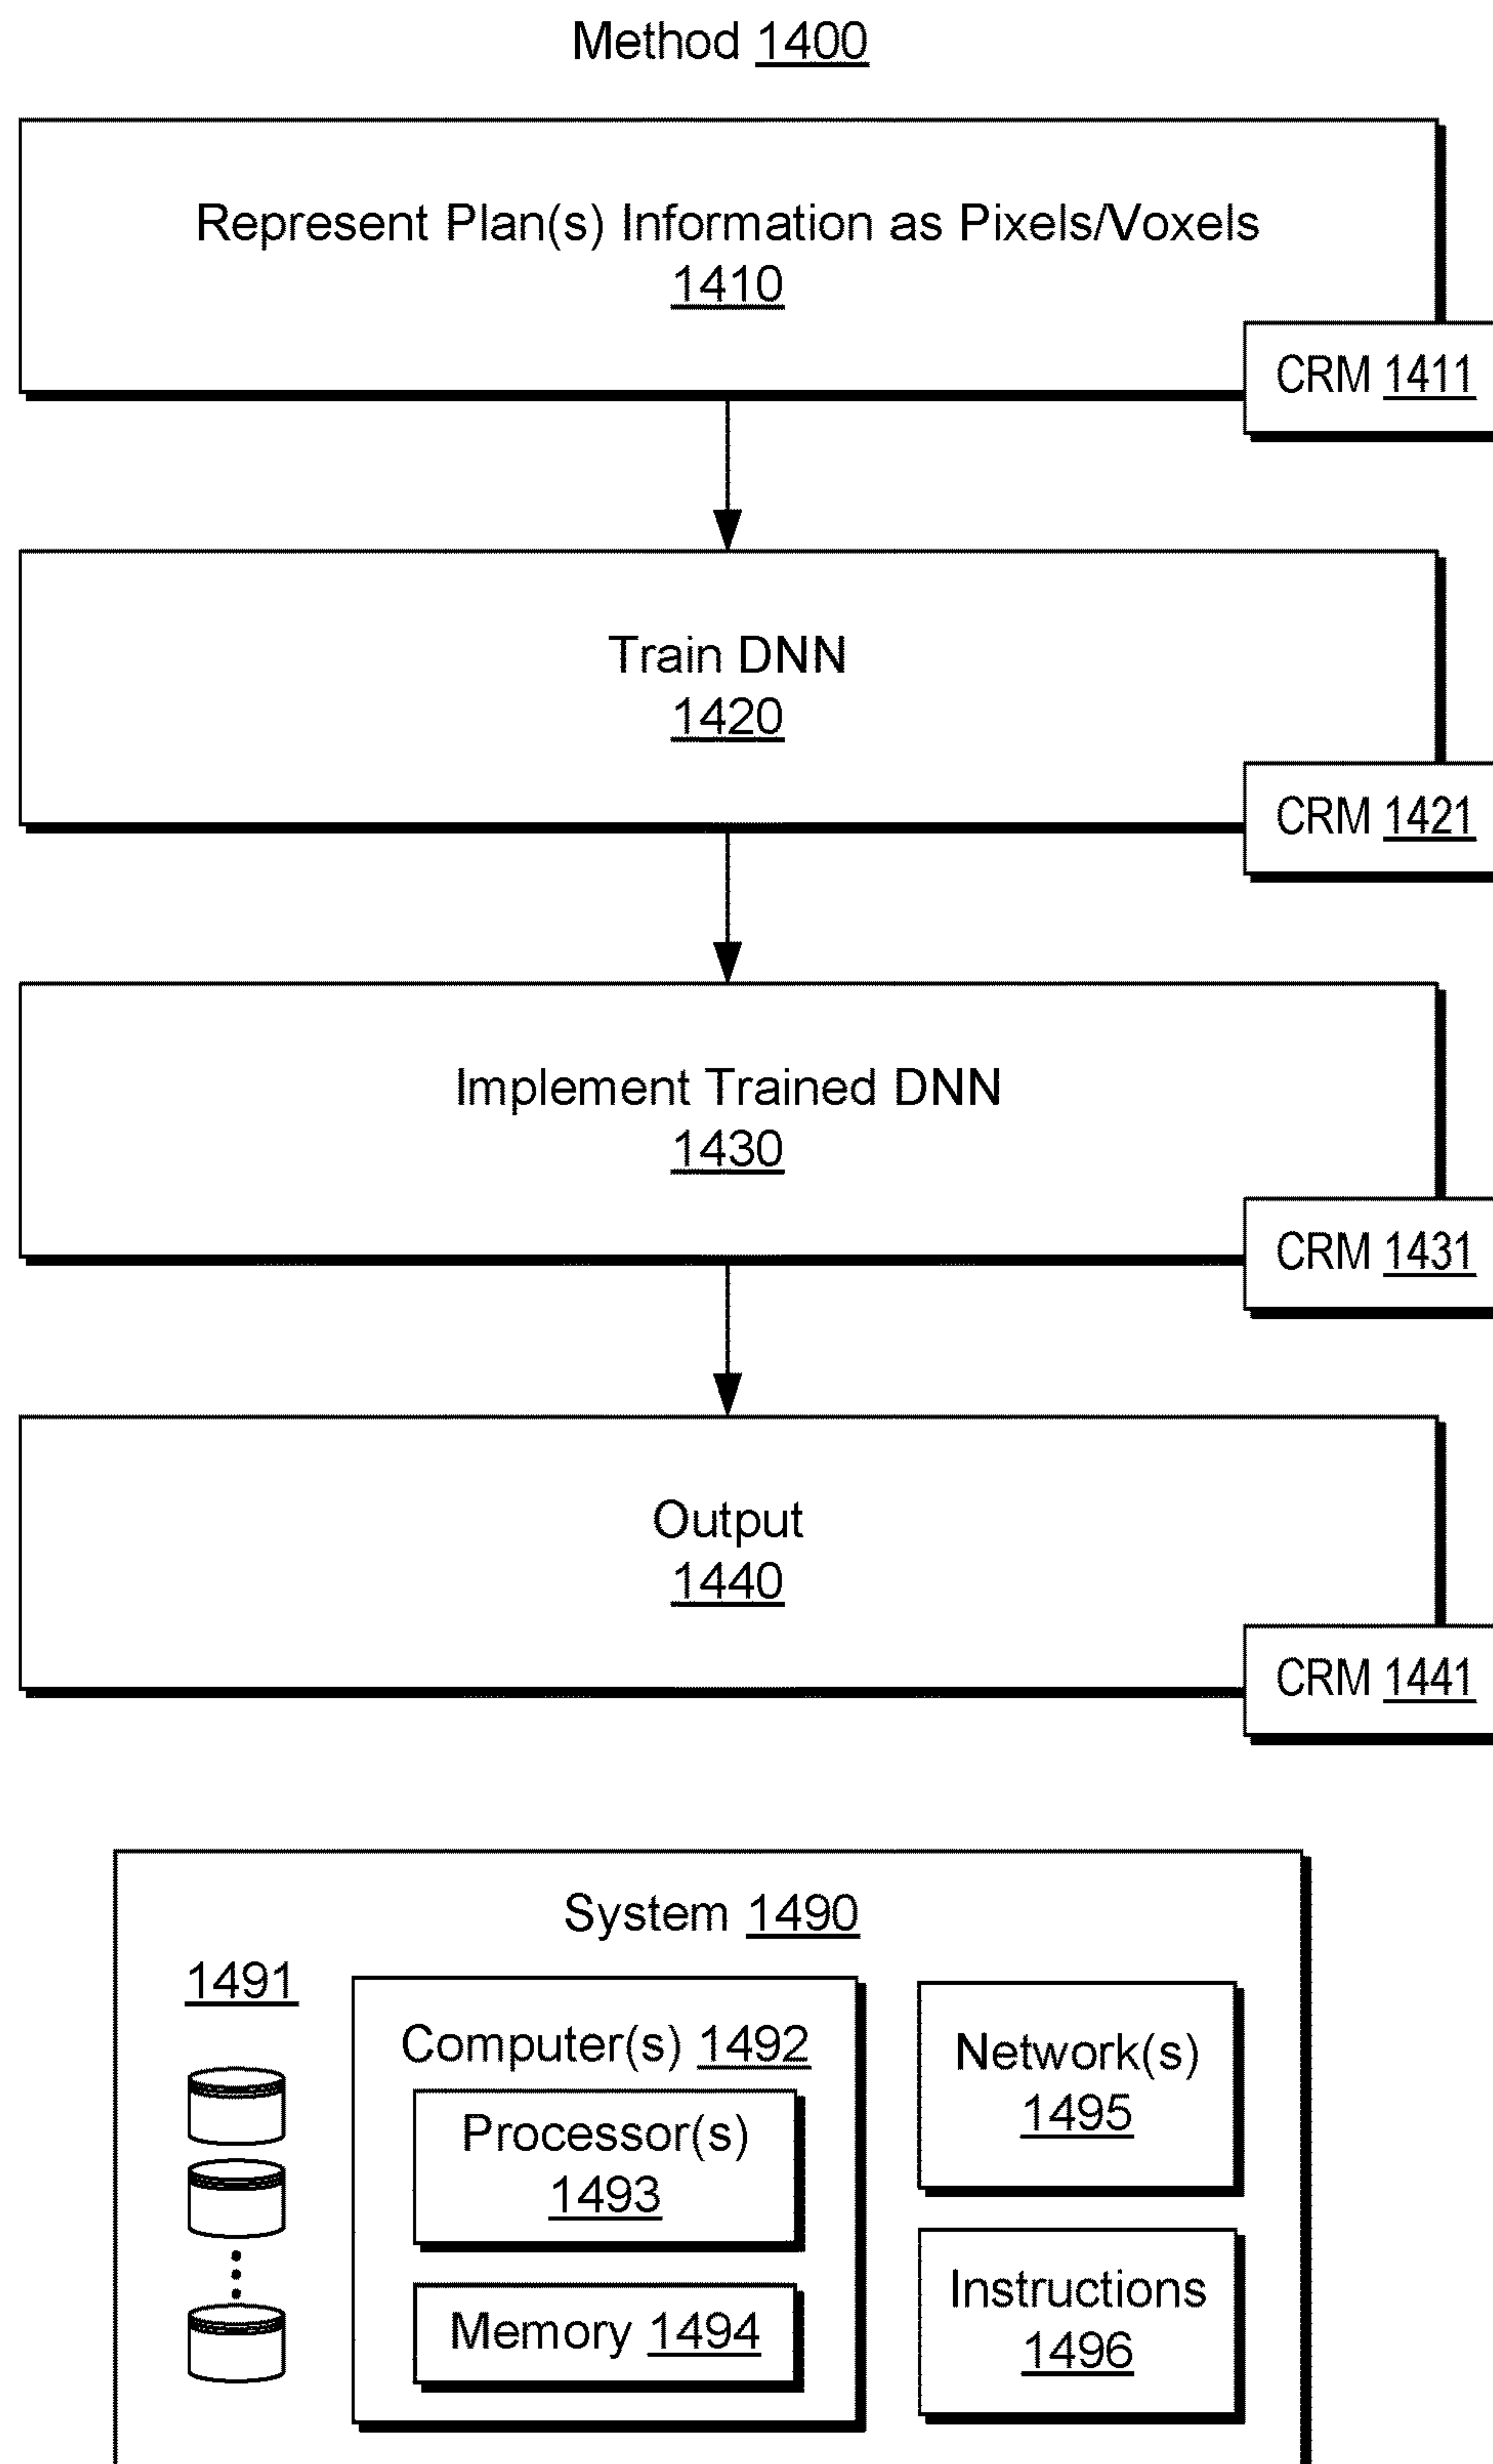 Method 1400
Represent Plan(s) Information as Pixels/Voxels
1410
CRM 1411
Train DNN
1420
CRM 1421
Implement Trained DNN
1430
CRM 1431
Output
1440
CRM 1441
System 1490
1491
Computer(s) 1492
Processor(s)
1493
Memory 1494
Network(s)
1495
Instructions
1496